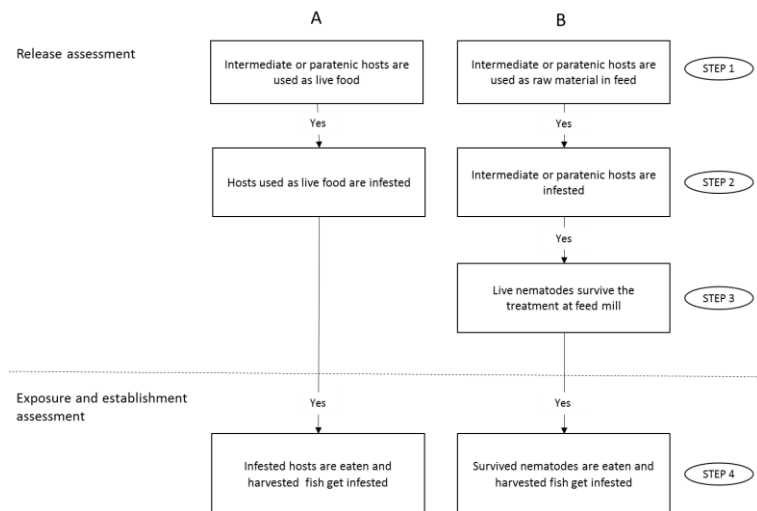 A
B
Release assessment
Intermediate or paratenic hosts are
used as live food
Intermediate or paratenic hosts are
used as raw material in feed
STEP 1
Yes
Yes
Hosts used as live food are infested
Intermediate or paratenic hosts are
infested
STEP 2
Yes
Live nematodes survive the
treatment at feed mill
STEP 3
Exposure and establishment
assessment
Yes
Yes
Infested hosts are eaten and
harvested fish get infested
Survived nematodes are eaten and
harvested fish get infested
STEP 4